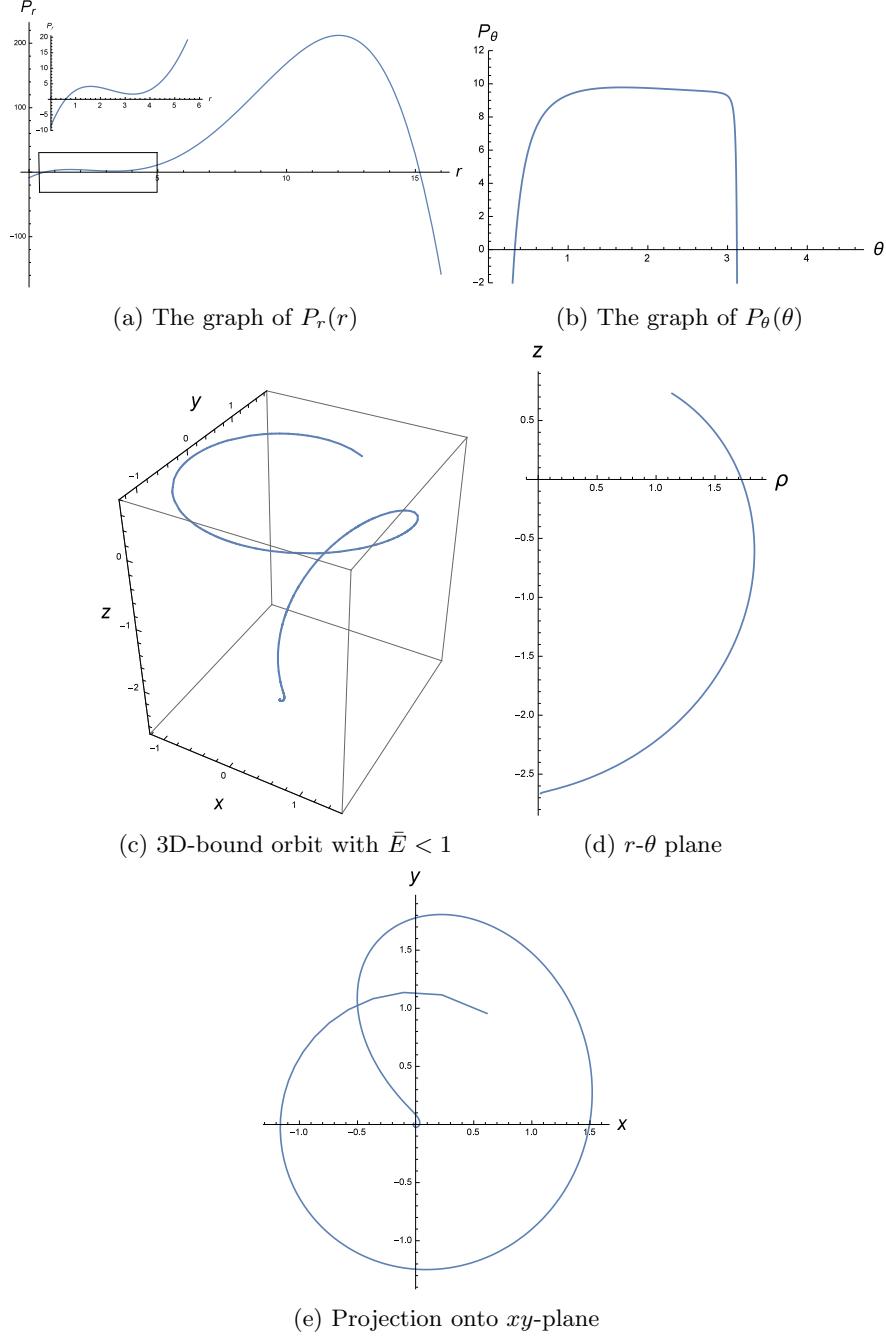 P_r
200
100
−100
5
10
15
r
P_r
20
15
10
5
−5
−10
1 2 3 4 5 6
r
P_θ
12
10
8
6
4
2
0
−2
1 2 3 4
θ
(a) The graph of P_r(r)
(b) The graph of P_θ(θ)
y
1
0
−1
z
0
−1
−2
−1
0
1
x
z
0.5
0.5 1.0 1.5
ρ
−0.5
−1.0
−1.5
−2.0
−2.5
(c) 3D-bound orbit with Ē < 1
(d) r-θ plane
y
1.5
1.0
0.5
−1.0 −0.5 0.5 1.0 1.5
x
−0.5
−1.0
(e) Projection onto xy-plane